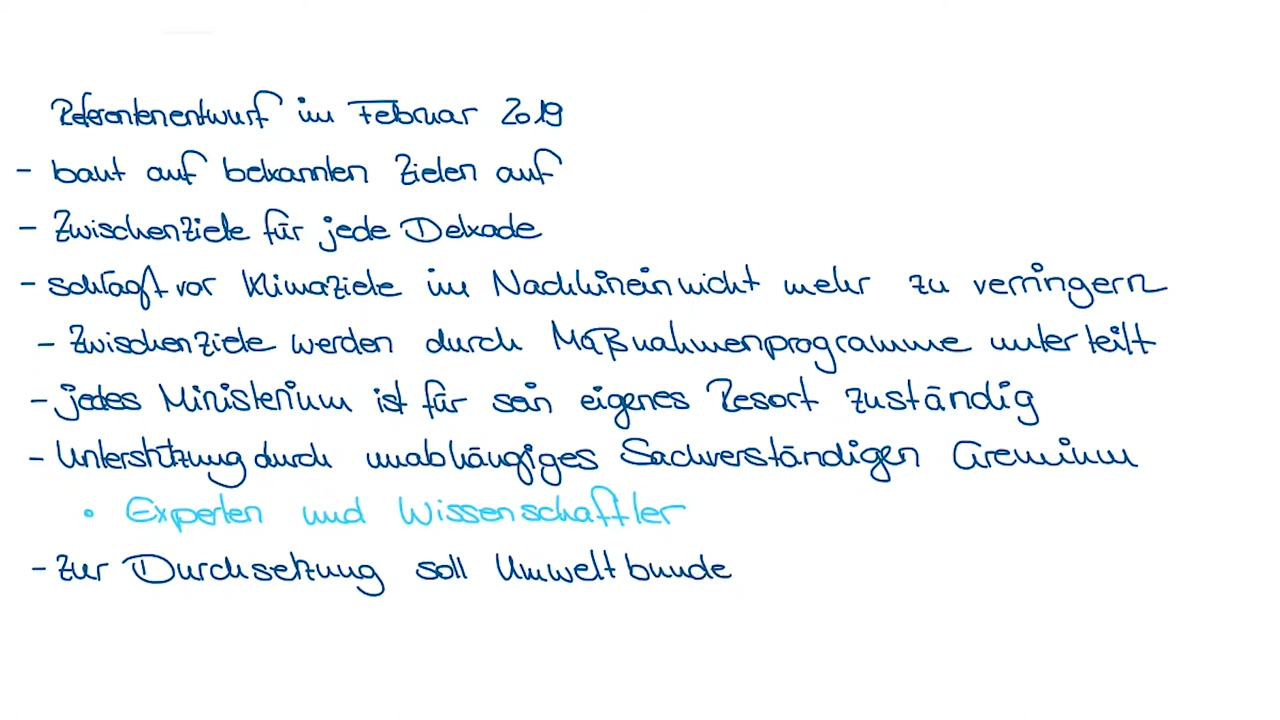 Referentenentwurf im Februar 2019
- baut auf bekannten Zielen auf
- Zwischenziele für jede Dekade
- schlägt vor Klimaziele im Nachhinein nicht mehr zu verringern
- Zwischenziele werden durch Maßnahmenprogramme unterteilt
- jedes Ministerium ist für sein eigenes Resort zuständig
- Unterstützung durch unabhängiges Sachverständigen Gremium
• Experten und Wissenschaftler
- zur Durchsetzung soll Umweltbunde